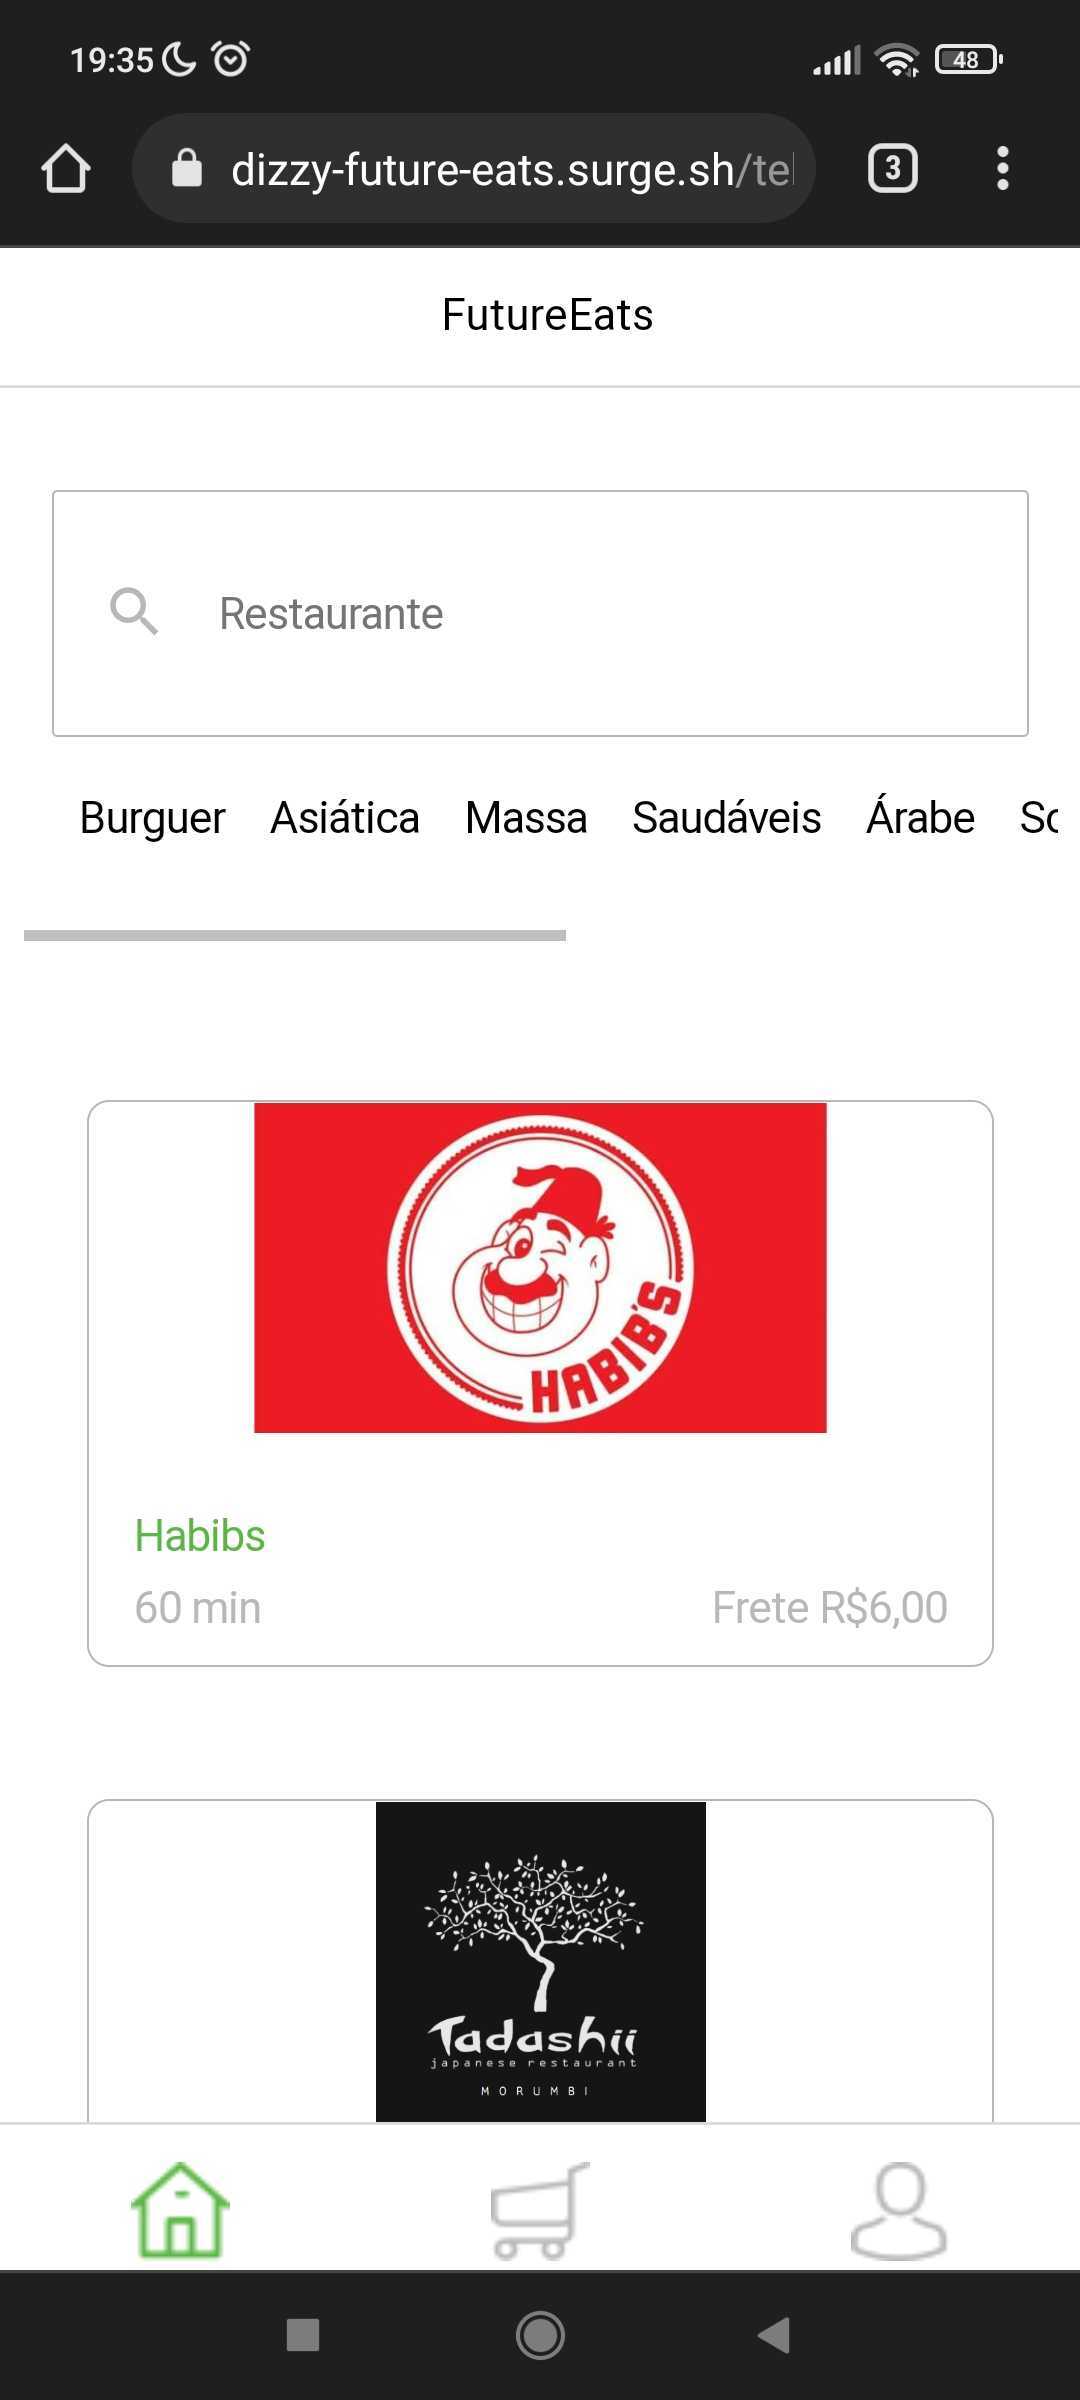 19:35
48
dizzy-future-eats.surge.sh/te
3
FutureEats
Restaurante
Burguer Asiática Massa Saudáveis Árabe So
HABIB'S
Habibs
60 min Frete R$6,00
Tadashii
japanese restaurant
MORUMBI